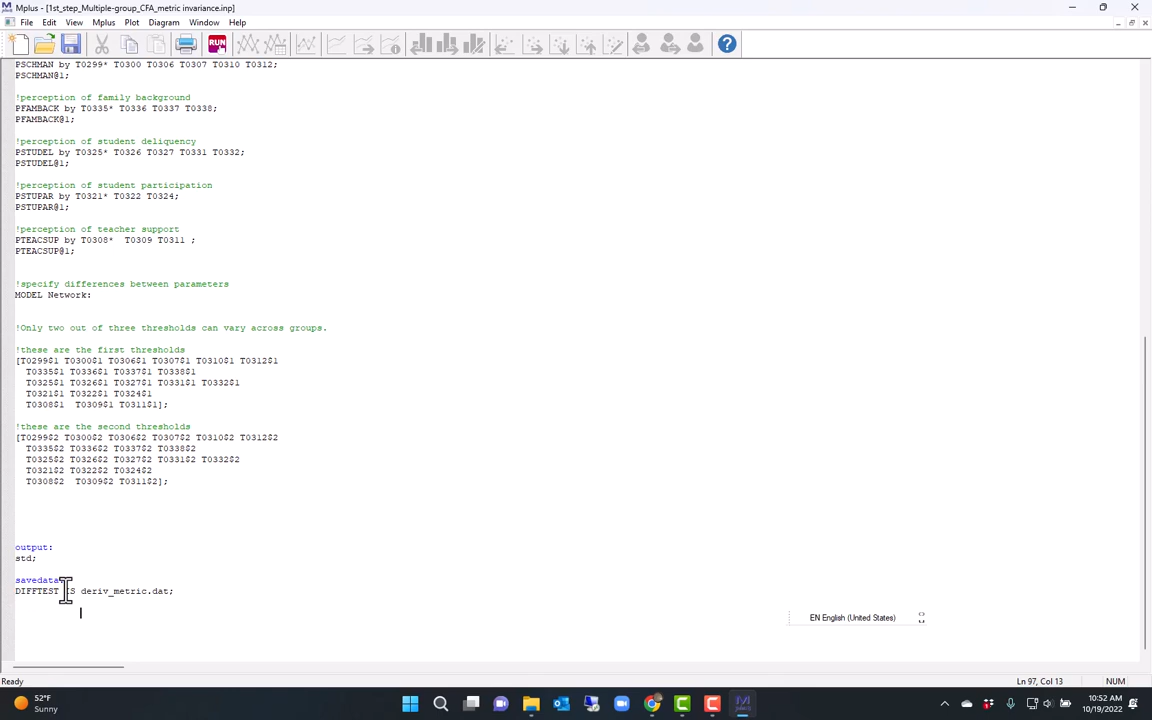 Mplus - [1st_step_Multiple-group_CFA_metric invariance.inp]
File Edit View Mplus Plot Diagram Window Help
RUN
PSCHMAN by T0299* T0300 T0306 T0307 T0310 T0312;
PSCHMAN@1;
!perception of family background
PFAMBACK by T0335* T0336 T0337 T0338;
PFAMBACK@1;
!perception of student deliquency
PSTUDEL by T0325* T0326 T0327 T0331 T0332;
PSTUDEL@1;
!perception of student participation
PSTUPAR by T0321* T0322 T0324;
PSTUPAR@1;
!perception of teacher support
PTEACSUP by T0308*  T0309 T0311 ;
PTEACSUP@1;
!specify differences between parameters
MODEL Network:
!Only two out of three thresholds can vary across groups.
!these are the first thresholds
[T0299$1 T0300$1 T0306$1 T0307$1 T0310$1 T0312$1
T0335$1 T0336$1 T0337$1 T0338$1
T0325$1 T0326$1 T0327$1 T0331$1 T0332$1
T0321$1 T0322$1 T0324$1
T0308$1  T0309$1 T0311$1];
!these are the second thresholds
[T0299$2 T0300$2 T0306$2 T0307$2 T0310$2 T0312$2
T0335$2 T0336$2 T0337$2 T0338$2
T0325$2 T0326$2 T0327$2 T0331$2 T0332$2
T0321$2 T0322$2 T0324$2
T0308$2  T0309$2 T0311$2];
output:
std;
savedata
DIFFTEST IS deriv_metric.dat;
EN English (United States)
Ready
Ln 97, Col 13
NUM
52°F
Sunny
10:52 AM
10/19/2022